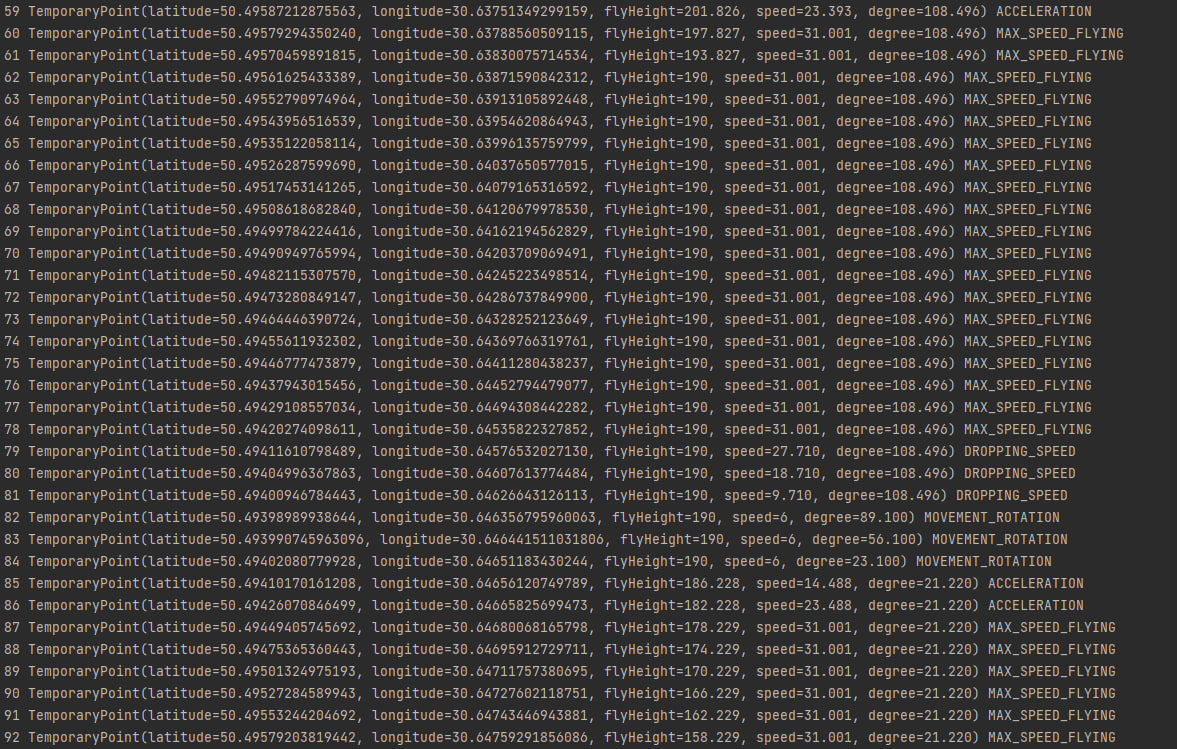 59 TemporaryPoint(latitude=50.49587212875563, longitude=30.63751349299159, flyHeight=201.826, speed=23.393, degree=108.496) ACCELERATION
60 TemporaryPoint(latitude=50.49579294350240, longitude=30.63788560509115, flyHeight=197.827, speed=31.001, degree=108.496) MAX_SPEED_FLYING
61 TemporaryPoint(latitude=50.49570459891815, longitude=30.63830075714534, flyHeight=193.827, speed=31.001, degree=108.496) MAX_SPEED_FLYING
62 TemporaryPoint(latitude=50.49561625433389, longitude=30.63871590842312, flyHeight=190, speed=31.001, degree=108.496) MAX_SPEED_FLYING
63 TemporaryPoint(latitude=50.49552790974964, longitude=30.63913105892448, flyHeight=190, speed=31.001, degree=108.496) MAX_SPEED_FLYING
64 TemporaryPoint(latitude=50.49543956516539, longitude=30.63954620864943, flyHeight=190, speed=31.001, degree=108.496) MAX_SPEED_FLYING
65 TemporaryPoint(latitude=50.49535122058114, longitude=30.63996135759799, flyHeight=190, speed=31.001, degree=108.496) MAX_SPEED_FLYING
66 TemporaryPoint(latitude=50.49526287599690, longitude=30.64037650577015, flyHeight=190, speed=31.001, degree=108.496) MAX_SPEED_FLYING
67 TemporaryPoint(latitude=50.49517453141265, longitude=30.64079165316592, flyHeight=190, speed=31.001, degree=108.496) MAX_SPEED_FLYING
68 TemporaryPoint(latitude=50.49508618682840, longitude=30.64120679978530, flyHeight=190, speed=31.001, degree=108.496) MAX_SPEED_FLYING
69 TemporaryPoint(latitude=50.49499784224416, longitude=30.64162194562829, flyHeight=190, speed=31.001, degree=108.496) MAX_SPEED_FLYING
70 TemporaryPoint(latitude=50.49490949765994, longitude=30.64203709069491, flyHeight=190, speed=31.001, degree=108.496) MAX_SPEED_FLYING
71 TemporaryPoint(latitude=50.49482115307570, longitude=30.64245223498514, flyHeight=190, speed=31.001, degree=108.496) MAX_SPEED_FLYING
72 TemporaryPoint(latitude=50.49473280849147, longitude=30.64286737849900, flyHeight=190, speed=31.001, degree=108.496) MAX_SPEED_FLYING
73 TemporaryPoint(latitude=50.49464446390724, longitude=30.64328252123649, flyHeight=190, speed=31.001, degree=108.496) MAX_SPEED_FLYING
74 TemporaryPoint(latitude=50.49455611932302, longitude=30.64369766319761, flyHeight=190, speed=31.001, degree=108.496) MAX_SPEED_FLYING
75 TemporaryPoint(latitude=50.49446777473879, longitude=30.64411280438237, flyHeight=190, speed=31.001, degree=108.496) MAX_SPEED_FLYING
76 TemporaryPoint(latitude=50.49437943015456, longitude=30.64452794479077, flyHeight=190, speed=31.001, degree=108.496) MAX_SPEED_FLYING
77 TemporaryPoint(latitude=50.49429108557034, longitude=30.64494308442282, flyHeight=190, speed=31.001, degree=108.496) MAX_SPEED_FLYING
78 TemporaryPoint(latitude=50.49420274098611, longitude=30.64535822327852, flyHeight=190, speed=31.001, degree=108.496) MAX_SPEED_FLYING
79 TemporaryPoint(latitude=50.49411610798489, longitude=30.64576532027130, flyHeight=190, speed=27.710, degree=108.496) DROPPING_SPEED
80 TemporaryPoint(latitude=50.49404996367863, longitude=30.64607613774484, flyHeight=190, speed=18.710, degree=108.496) DROPPING_SPEED
81 TemporaryPoint(latitude=50.49400946784443, longitude=30.64626643126113, flyHeight=190, speed=9.710, degree=108.496) DROPPING_SPEED
82 TemporaryPoint(latitude=50.49398989938644, longitude=30.646356795960063, flyHeight=190, speed=6, degree=89.100) MOVEMENT_ROTATION
83 TemporaryPoint(latitude=50.493990745963096, longitude=30.646441511031806, flyHeight=190, speed=6, degree=56.100) MOVEMENT_ROTATION
84 TemporaryPoint(latitude=50.49402080779928, longitude=30.64651183430244, flyHeight=190, speed=6, degree=23.100) MOVEMENT_ROTATION
85 TemporaryPoint(latitude=50.49410170161208, longitude=30.64656120749789, flyHeight=186.228, speed=14.488, degree=21.220) ACCELERATION
86 TemporaryPoint(latitude=50.49426070846499, longitude=30.64665825699473, flyHeight=182.228, speed=23.488, degree=21.220) ACCELERATION
87 TemporaryPoint(latitude=50.49449405745692, longitude=30.64680068165798, flyHeight=178.229, speed=31.001, degree=21.220) MAX_SPEED_FLYING
88 TemporaryPoint(latitude=50.49475365360443, longitude=30.64695912729711, flyHeight=174.229, speed=31.001, degree=21.220) MAX_SPEED_FLYING
89 TemporaryPoint(latitude=50.49501324975193, longitude=30.64711757380695, flyHeight=170.229, speed=31.001, degree=21.220) MAX_SPEED_FLYING
90 TemporaryPoint(latitude=50.49527284589943, longitude=30.64727602118751, flyHeight=166.229, speed=31.001, degree=21.220) MAX_SPEED_FLYING
91 TemporaryPoint(latitude=50.49553244204692, longitude=30.64743446943881, flyHeight=162.229, speed=31.001, degree=21.220) MAX_SPEED_FLYING
92 TemporaryPoint(latitude=50.49579203819442, longitude=30.64759291856086, flyHeight=158.229, speed=31.001, degree=21.220) MAX_SPEED_FLYING